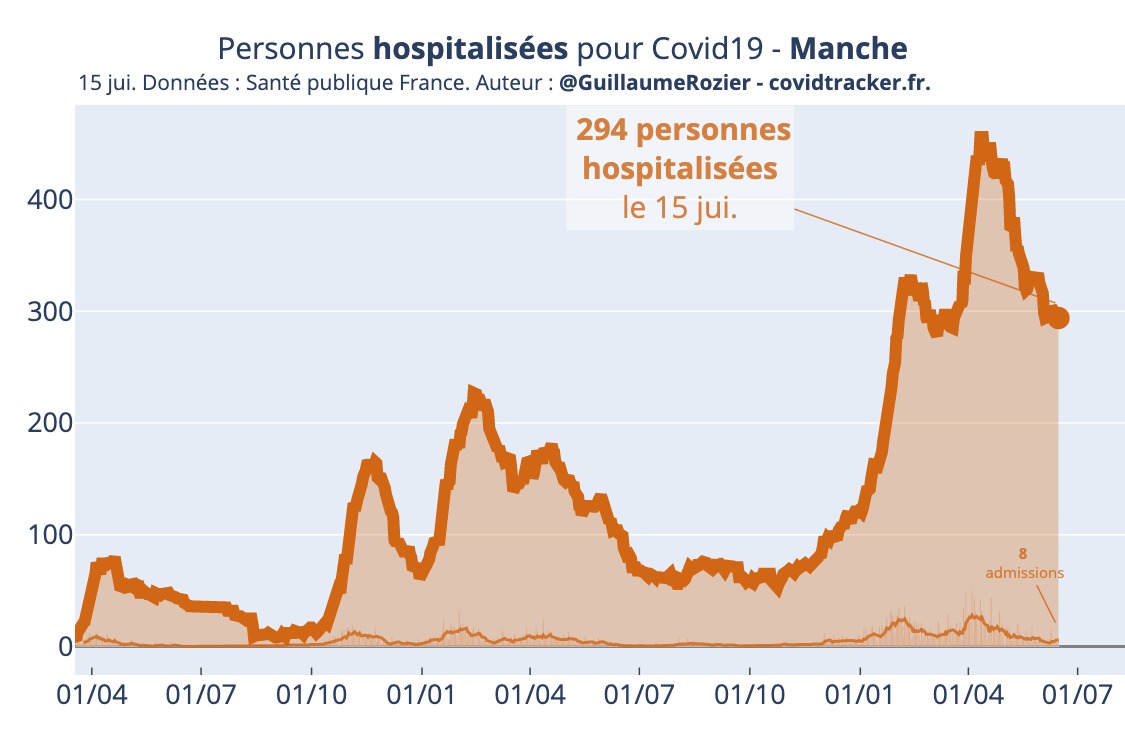 Personnes hospitalisées pour Covid19 - Manche
15 jui. Données : Santé publique France. Auteur : @GuillaumeRozier - covidtracker.fr.
294 personnes
hospitalisées
le 15 jui.
400
300
200
100
0
8
admissions
01/04 01/07 01/10 01/01 01/04 01/07 01/10 01/01 01/04 01/07